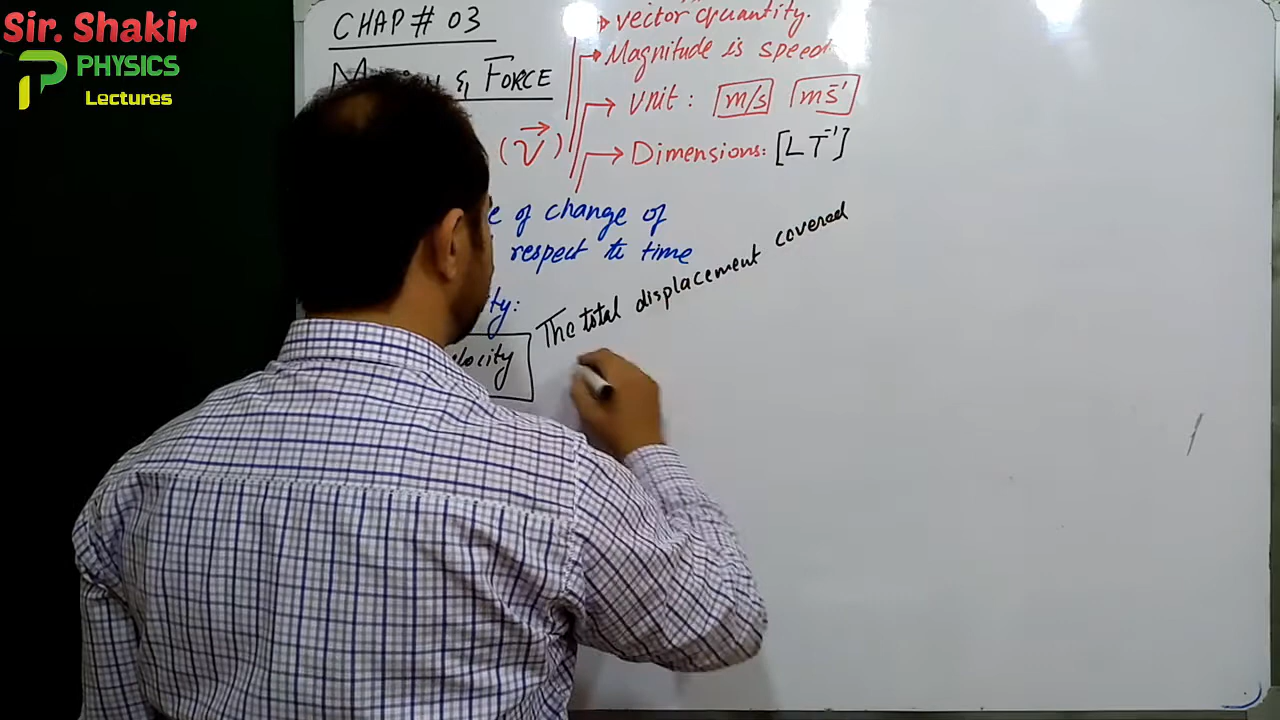 Sir. Shakir
PHYSICS
Lectures
CHAP # 03
& FORCE
vector quantity.
Magnitude is speed
Unit: m/s ms⁻¹
(v⃗)
Dimensions: [LT⁻¹]
of change of
respect to time
The total displacement covered